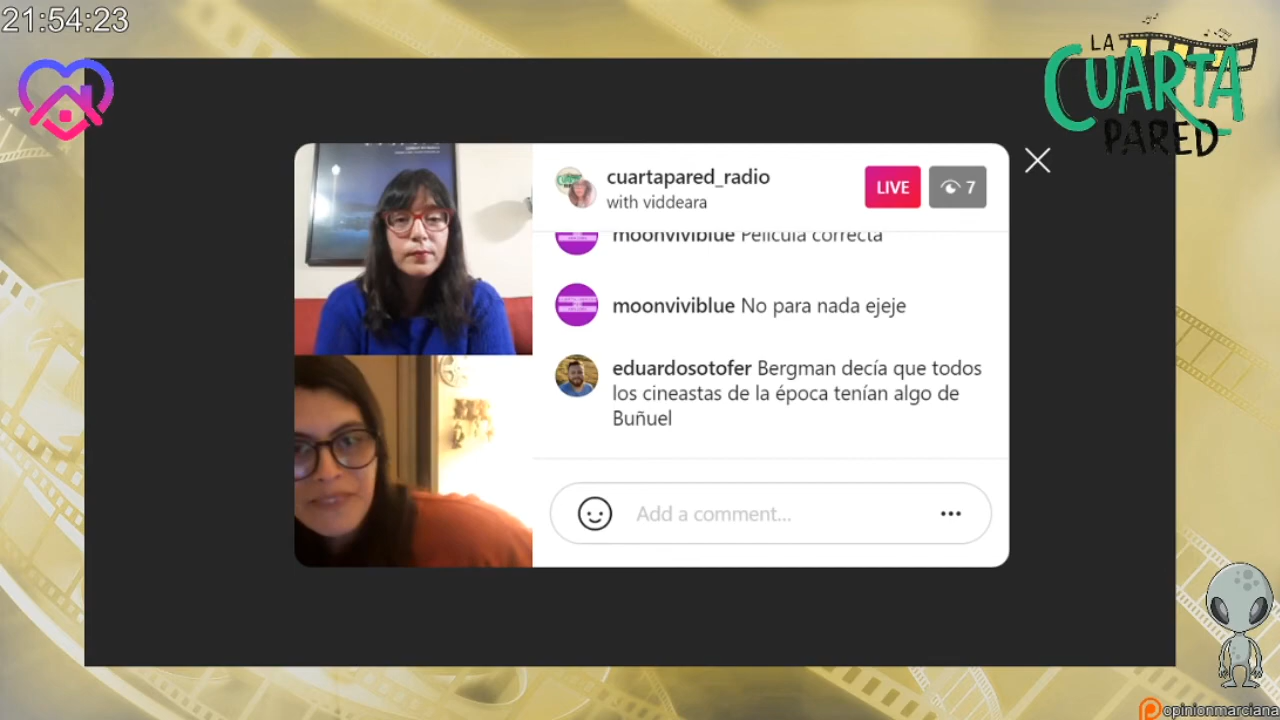 21:54:23
LA
CUARTA
PARED
cuartapared_radio
with viddeara
LIVE
7
moonviviblue Película correcta
moonviviblue No para nada ejeje
eduardosotofer Bergman decía que todos
los cineastas de la época tenían algo de
Buñuel
Add a comment...
opinionmarciana